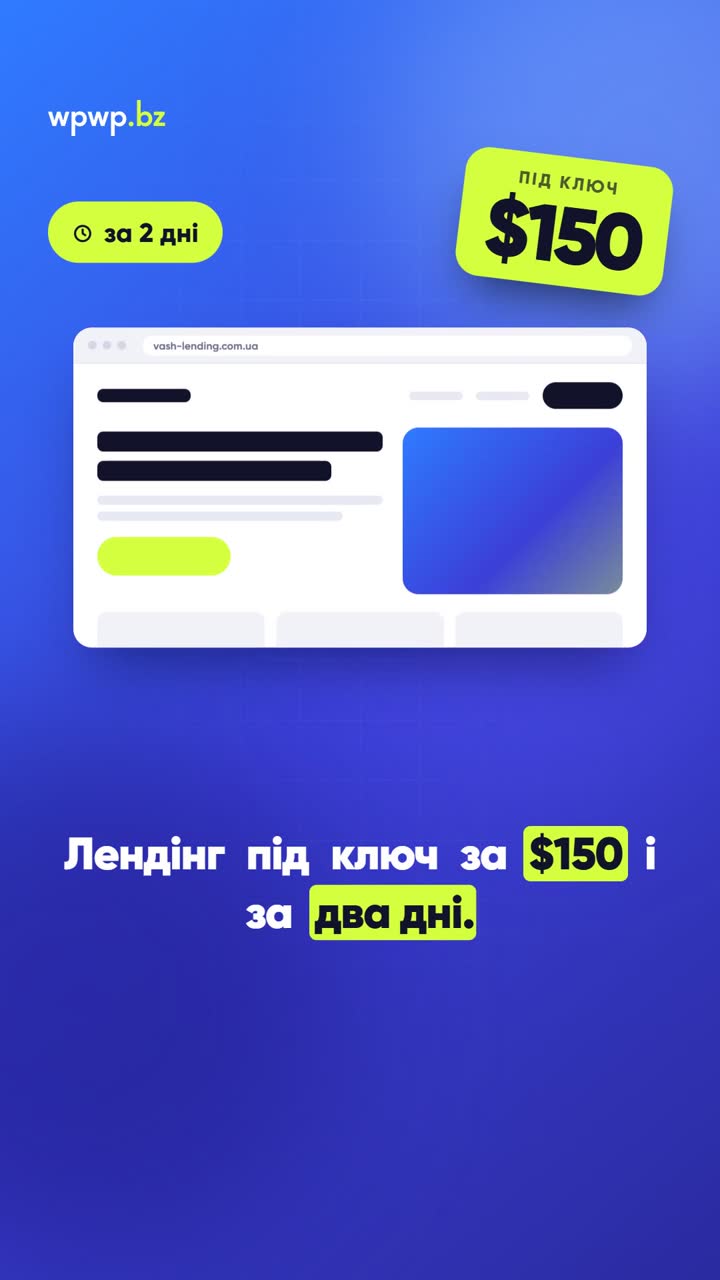 wpwp.bz
ПІД КЛЮЧ
$150
за 2 дні
vash-lending.com.ua
Лендінг під ключ за $150 і
за два дні.